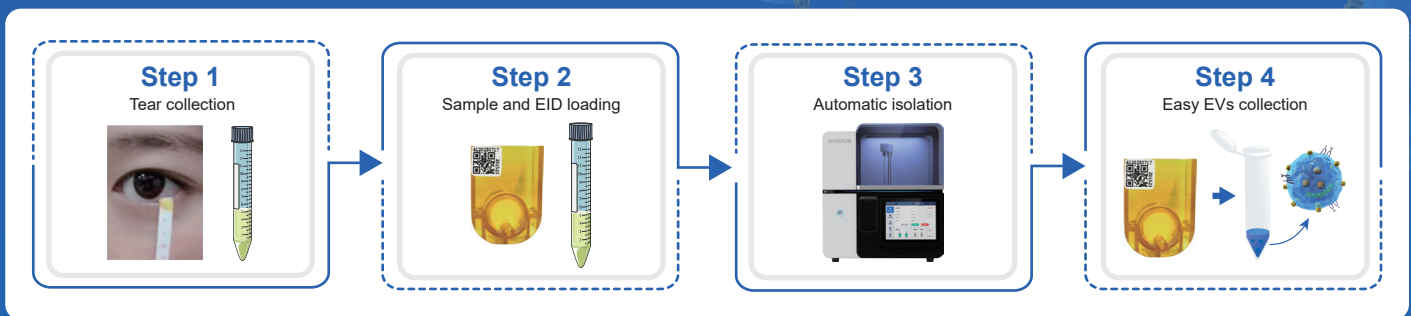 Step 1
Tear collection
Step 2
Sample and EID loading
Step 3
Automatic isolation
EXODUS
Step 4
Easy EVs collection